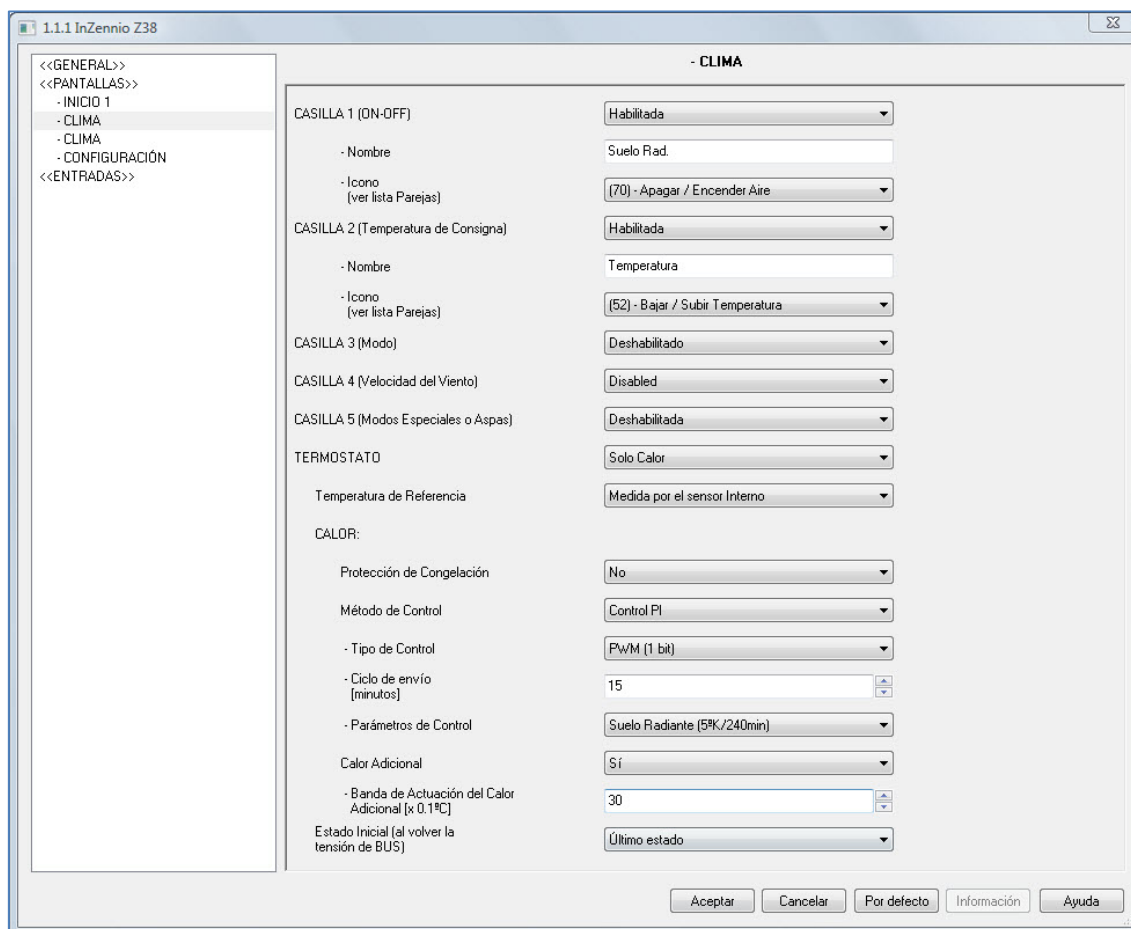 1.1.1 InZennio Z38
<<GENERAL>>
<<PANTALLAS>>
- INICIO 1
- CLIMA
- CLIMA
- CONFIGURACIÓN
<<ENTRADAS>>
- CLIMA
CASILLA 1 (ON-OFF) Habilitada
- Nombre Suelo Rad.
- Icono
(ver lista Parejas) (70) - Apagar / Encender Aire
CASILLA 2 (Temperatura de Consigna) Habilitada
- Nombre Temperatura
- Icono
(ver lista Parejas) (52) - Bajar / Subir Temperatura
CASILLA 3 (Modo) Deshabilitado
CASILLA 4 (Velocidad del Viento) Disabled
CASILLA 5 (Modos Especiales o Aspas) Deshabilitada
TERMOSTATO Solo Calor
Temperatura de Referencia Medida por el sensor Interno
CALOR:
Protección de Congelación No
Método de Control Control PI
- Tipo de Control PWM (1 bit)
- Ciclo de envío
[minutos] 15
- Parámetros de Control Suelo Radiante (5ºK/240min)
Calor Adicional Sí
- Banda de Actuación del Calor
Adicional [x 0.1ºC] 30
Estado Inicial (al volver la
tensión de BUS) Último estado
Aceptar Cancelar Por defecto Información Ayuda